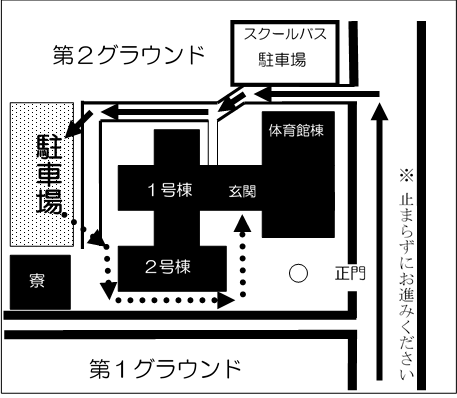 スクールバス
駐車場
第２グラウンド
体育館棟
駐車場
１号棟
玄関
※ 止まらずにお進みください
２号棟
寮
正門
第１グラウンド